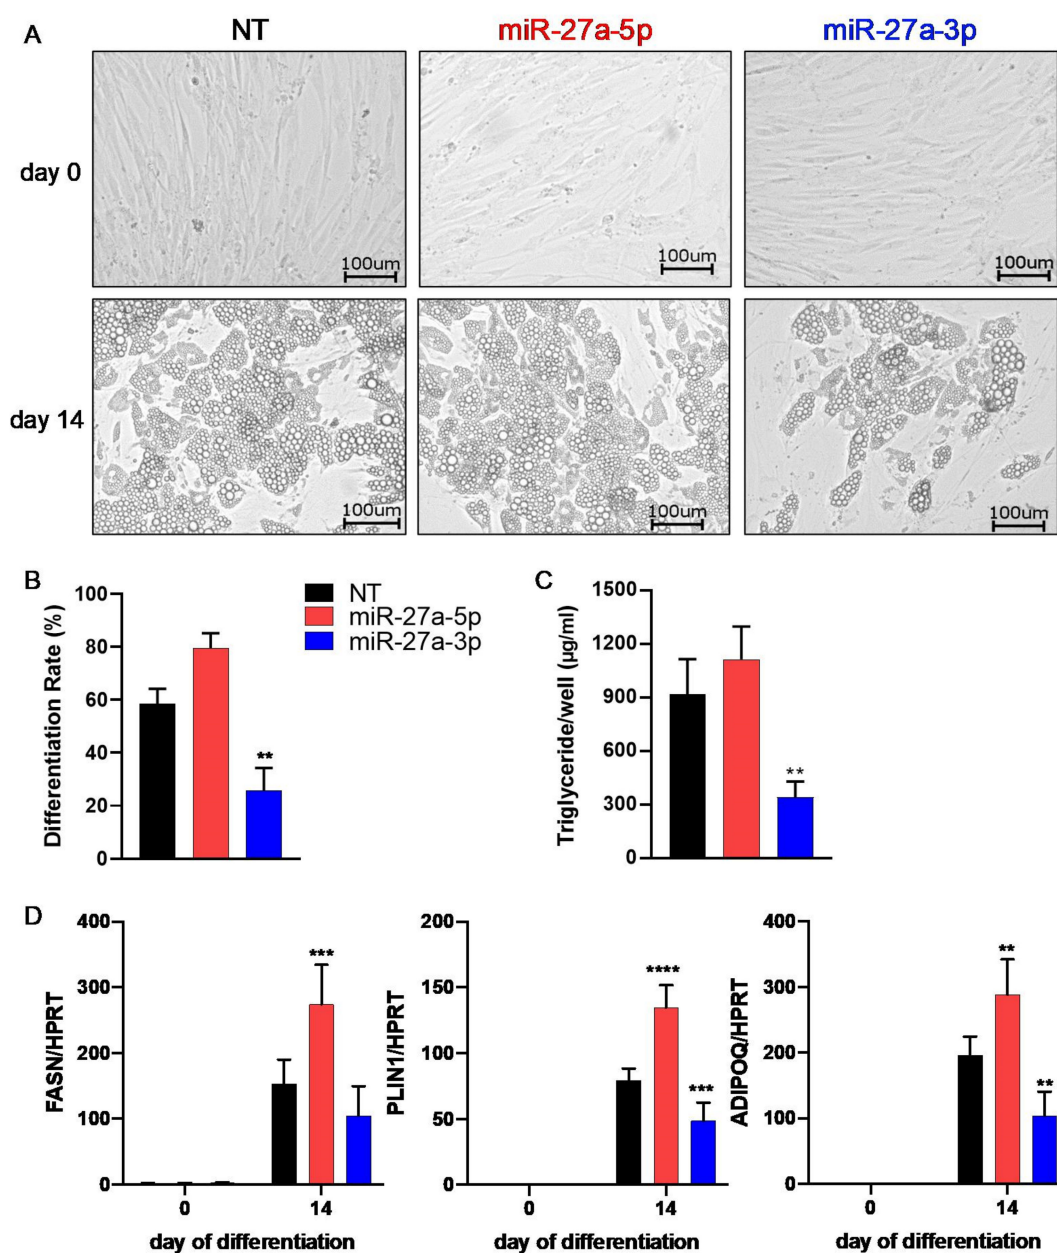 A
NT
miR-27a-5p
miR-27a-3p
day 0
100um
100um
100um
day 14
100um
100um
100um
B
Differentiation Rate (%)
100
80
60
40
20
0
**
NT
miR-27a-5p
miR-27a-3p
C
Triglyceride/well (µg/ml)
1500
1200
900
600
300
0
**
D
FASN/HPRT
400
300
200
100
0
***
0
14
day of differentiation
PLIN1/HPRT
200
150
100
50
0
****
***
0
14
day of differentiation
ADIPOQ/HPRT
400
300
200
100
0
**
**
0
14
day of differentiation